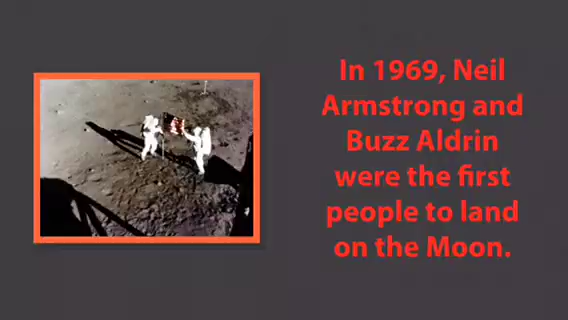 In 1969, Neil
Armstrong and
Buzz Aldrin
were the first
people to land
on the Moon.